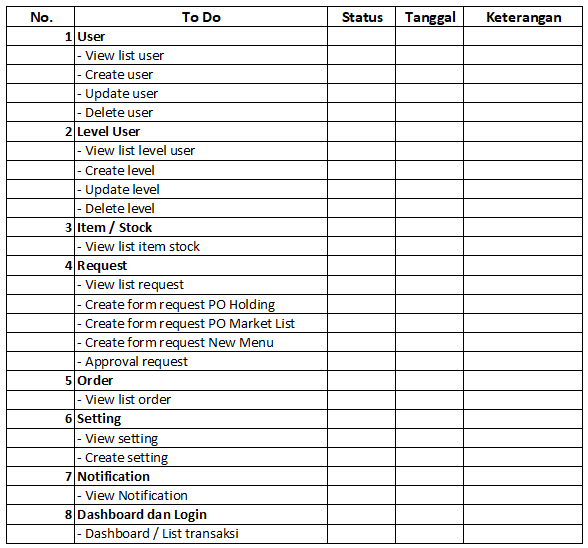 No. To Do Status Tanggal Keterangan
1 User
- View list user
- Create user
- Update user
- Delete user
2 Level User
- View list level user
- Create level
- Update level
- Delete level
3 Item / Stock
- View list item stock
4 Request
- View list request
- Create form request PO Holding
- Create form request PO Market List
- Create form request New Menu
- Approval request
5 Order
- View list order
6 Setting
- View setting
- Create setting
7 Notification
- View Notification
8 Dashboard dan Login
- Dashboard / List transaksi